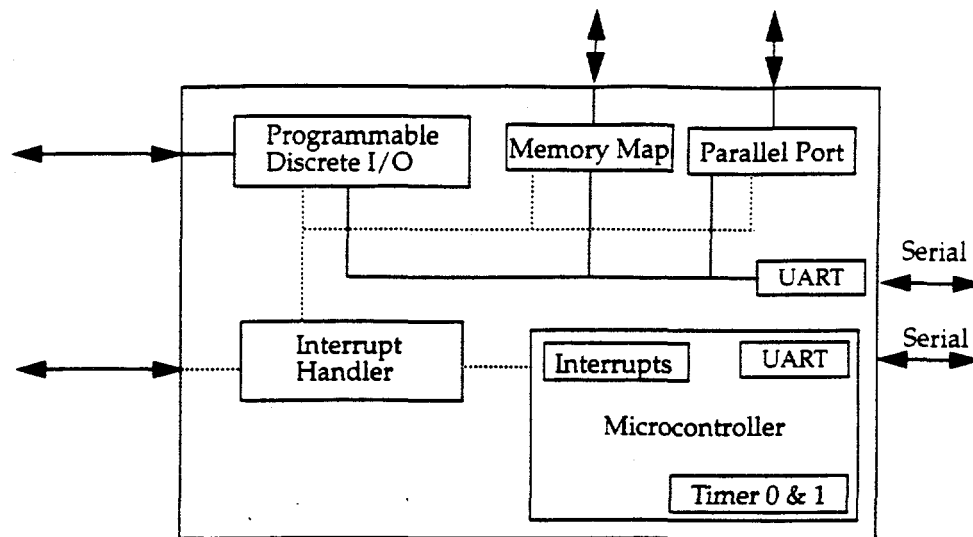 Programmable
Discrete I/O
Memory Map
Parallel Port
Serial
UART
Interrupt
Handler
Serial
Interrupts
UART
Microcontroller
Timer 0 & 1